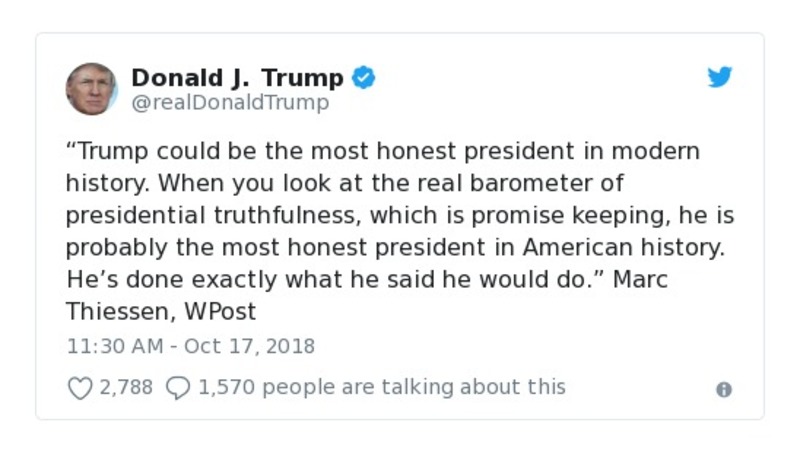 Donald J. Trump
@realDonaldTrump
“Trump could be the most honest president in modern
history. When you look at the real barometer of
presidential truthfulness, which is promise keeping, he is
probably the most honest president in American history.
He’s done exactly what he said he would do.” Marc
Thiessen, WPost
11:30 AM - Oct 17, 2018
2,788 1,570 people are talking about this